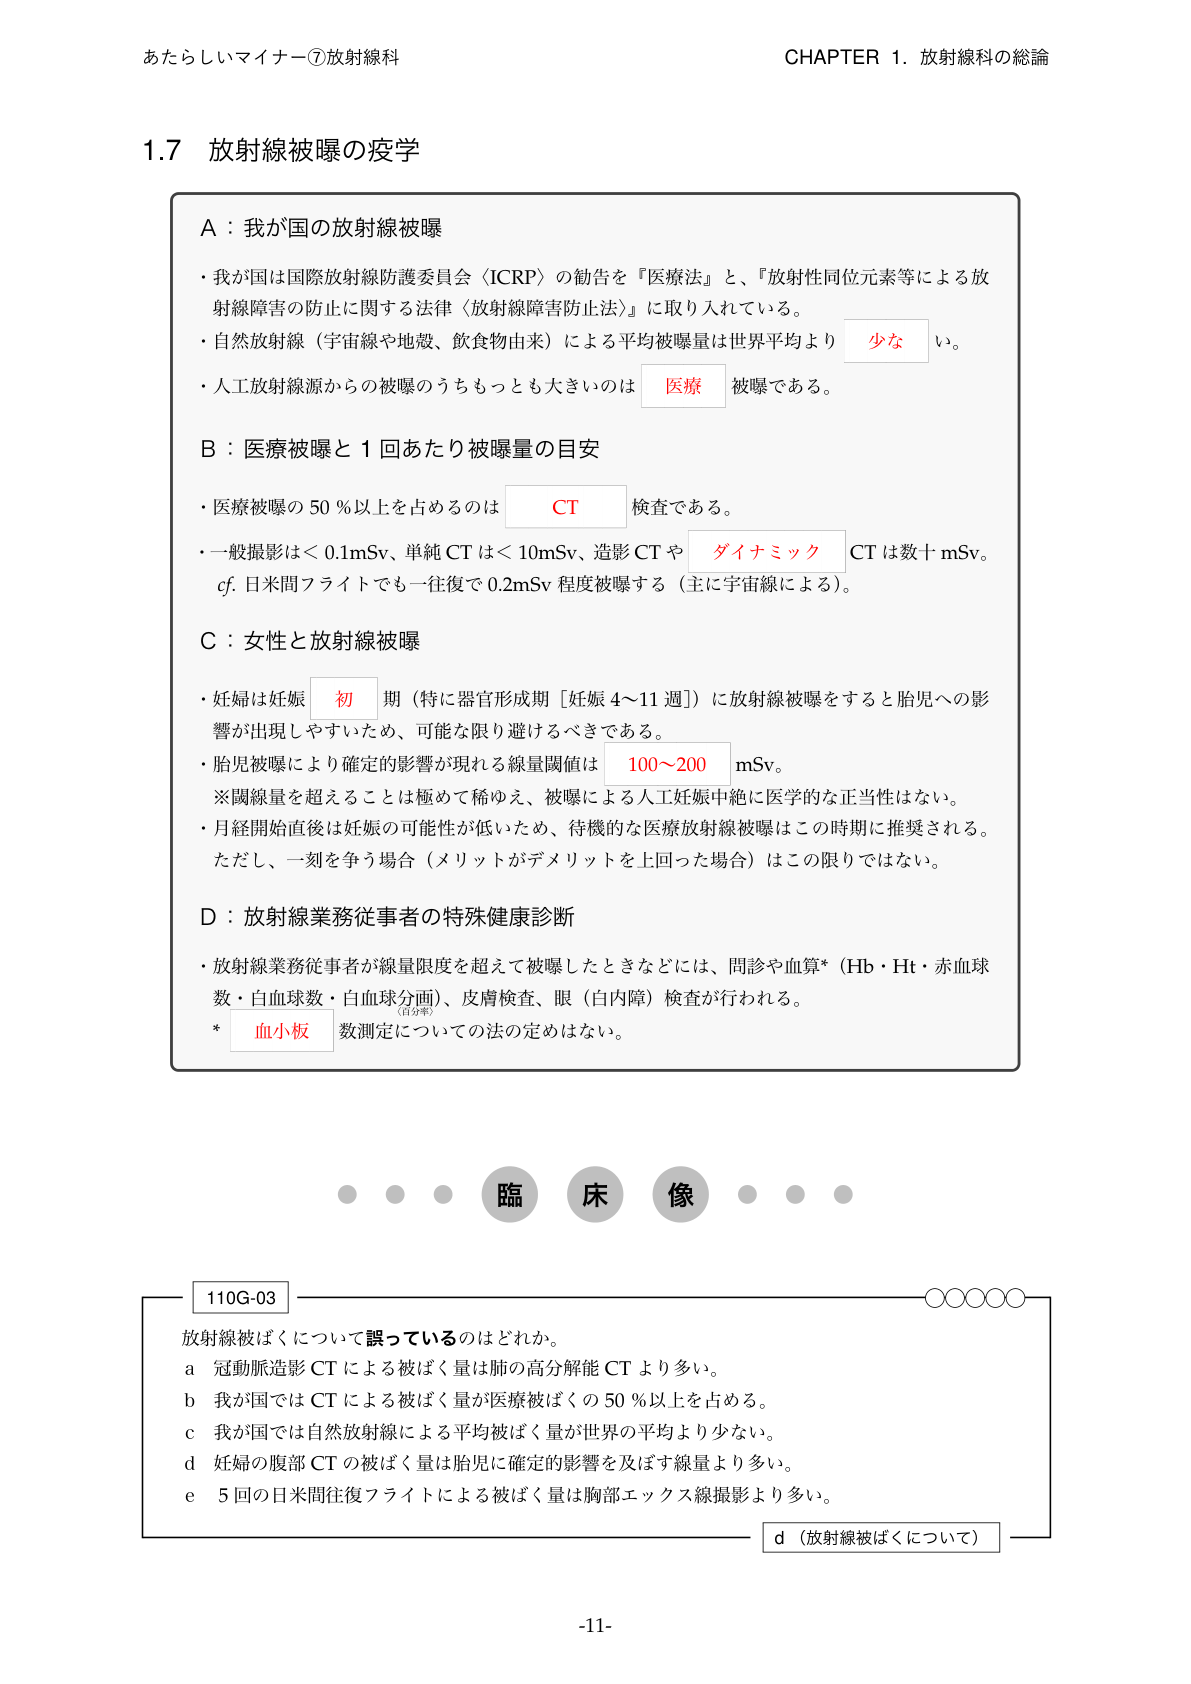 あたらしいマイナー⑦放射線科
CHAPTER 1. 放射線科の総論
1.7 放射線被曝の疫学
A：我が国の放射線被曝
・我が国は国際放射線防護委員会〈ICRP〉の勧告を『医療法』と、『放射性同位元素等による放
射線障害の防止に関する法律〈放射線障害防止法〉』に取り入れている。
・自然放射線（宇宙線や地殻、飲食物由来）による平均被曝量は世界平均より 少な い。
・人工放射線源からの被曝のうちもっとも大きいのは 医療 被曝である。
B：医療被曝と 1 回あたり被曝量の目安
・医療被曝の 50 %以上を占めるのは CT 検査である。
・一般撮影は＜ 0.1mSv、単純 CT は＜ 10mSv、造影 CT や ダイナミック CT は数十 mSv。
cf. 日米間フライトでも一往復で 0.2mSv 程度被曝する（主に宇宙線による）。
C：女性と放射線被曝
・妊婦は妊娠 初 期（特に器官形成期［妊娠 4〜11 週］）に放射線被曝をすると胎児への影
響が出現しやすいため、可能な限り避けるべきである。
・胎児被曝により確定的影響が現れる線量閾値は 100〜200 mSv。
※閾線量を超えることは極めて稀ゆえ、被曝による人工妊娠中絶に医学的な正当性はない。
・月経開始直後は妊娠の可能性が低いため、待機的な医療放射線被曝はこの時期に推奨される。
ただし、一刻を争う場合（メリットがデメリットを上回った場合）はこの限りではない。
D：放射線業務従事者の特殊健康診断
・放射線業務従事者が線量限度を超えて被曝したときなどには、問診や血算*（Hb・Ht・赤血球
数・白血球数・白血球分画）、皮膚検査、眼（白内障）検査が行われる。
〈百分率〉
* 血小板 数測定についての法の定めはない。
臨 床 像
110G-03
放射線被ばくについて誤っているのはどれか。
a 冠動脈造影 CT による被ばく量は肺の高分解能 CT より多い。
b 我が国では CT による被ばく量が医療被ばくの 50 %以上を占める。
c 我が国では自然放射線による平均被ばく量が世界の平均より少ない。
d 妊婦の腹部 CT の被ばく量は胎児に確定的影響を及ぼす線量より多い。
e 5 回の日米間往復フライトによる被ばく量は胸部エックス線撮影より多い。
d （放射線被ばくについて）
-11-